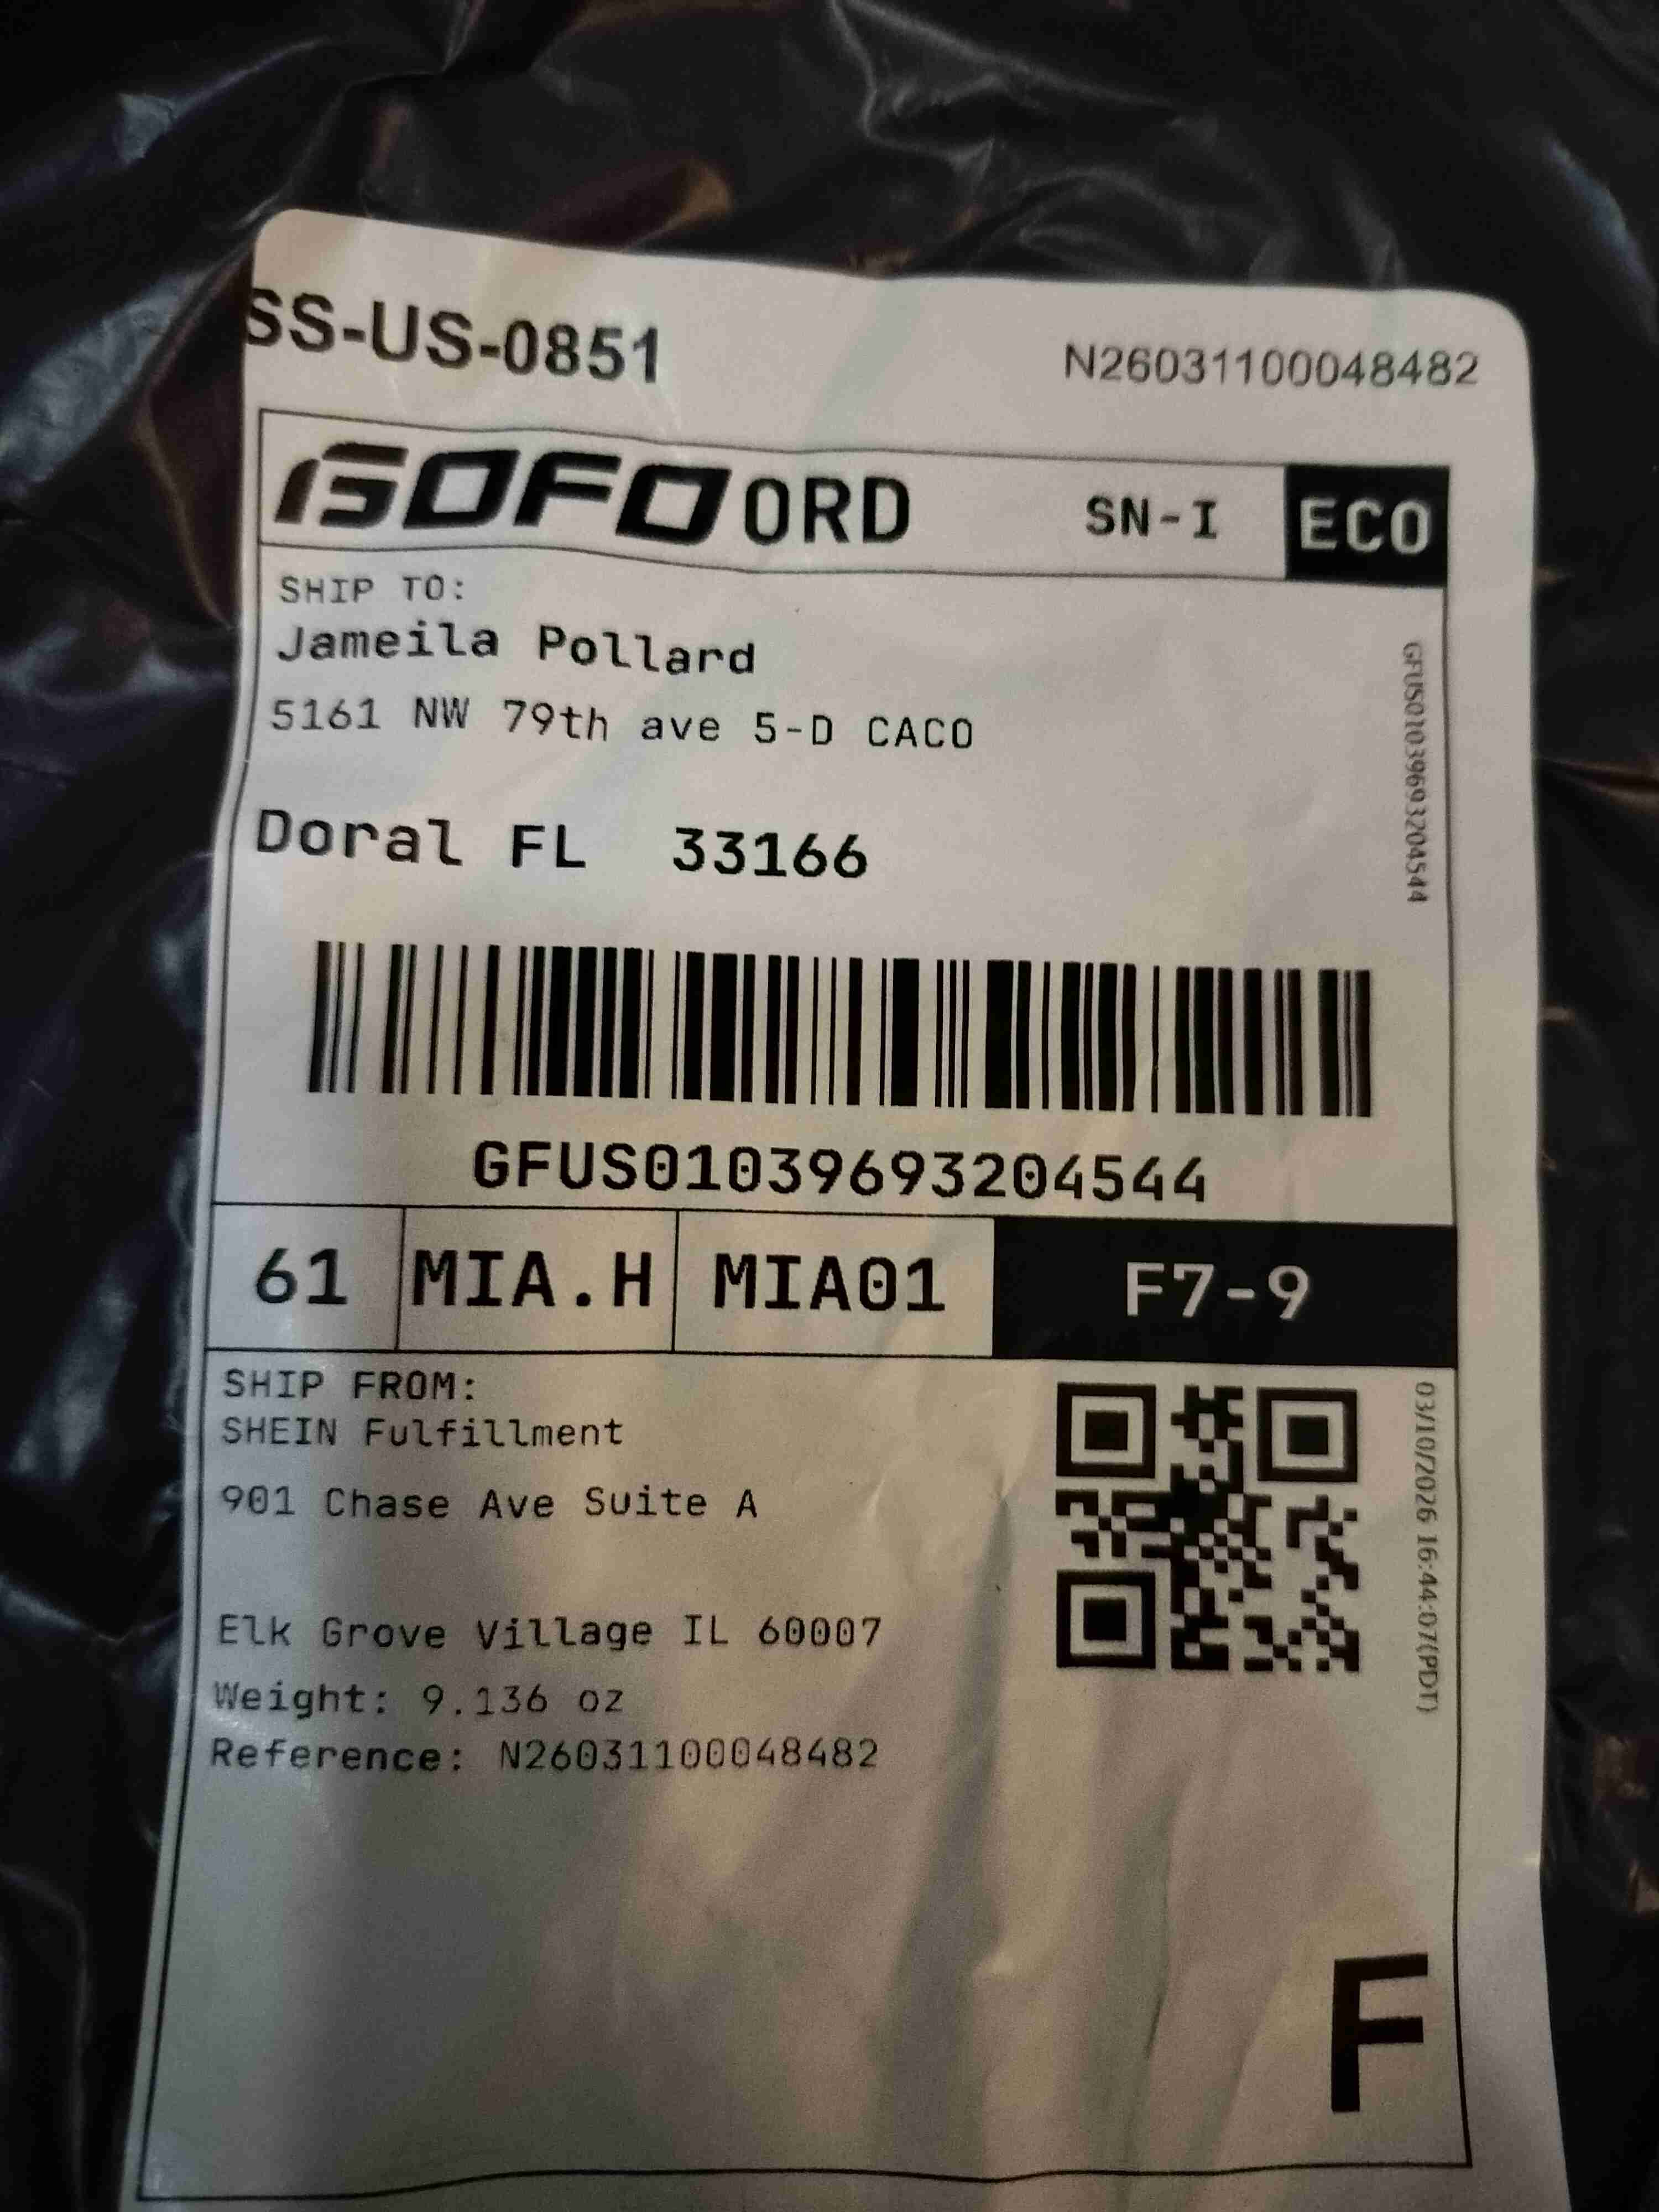 SS-US-0851
N26031100048482
GOFO ORD SN-I ECO
SHIP TO:
Jameila Pollard
5161 NW 79th ave 5-D CACO
Doral FL 33166
GFUS01039693204544
GFUS01039693204544
61 MIA.H MIA01 F7-9
SHIP FROM:
SHEIN Fulfillment
901 Chase Ave Suite A
Elk Grove Village IL 60007
Weight: 9.136 oz
Reference: N26031100048482
03/10/2026 16:44:07(PDT)
F